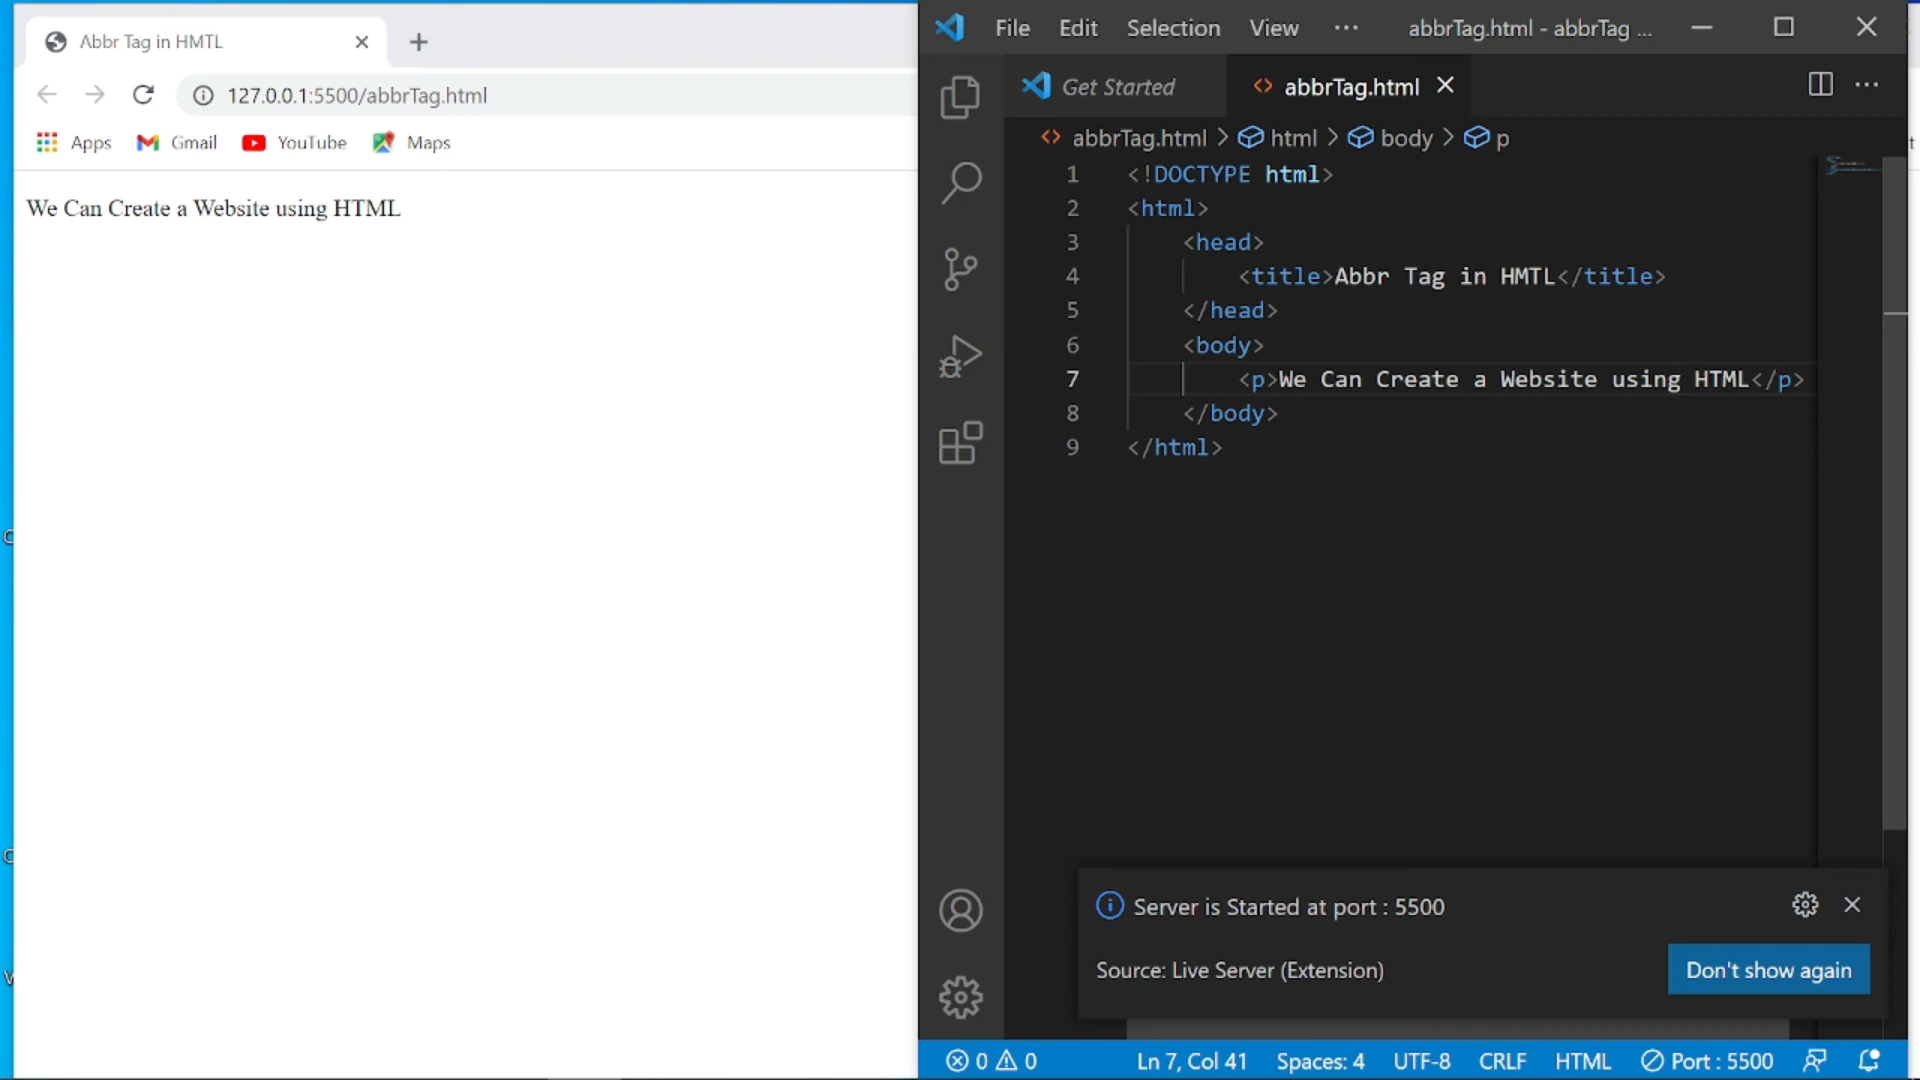 Abbr Tag in HMTL
127.0.0.1:5500/abbrTag.html
Apps Gmail YouTube Maps
We Can Create a Website using HTML
File Edit Selection View ··· abbrTag.html - abbrTag ...
Get Started abbrTag.html
abbrTag.html > html > body > p
1 <!DOCTYPE html>
2 <html>
3 <head>
4 <title>Abbr Tag in HMTL</title>
5 </head>
6 <body>
7 <p>We Can Create a Website using HTML</p>
8 </body>
9 </html>
Server is Started at port : 5500
Source: Live Server (Extension) Don't show again
0 0 Ln 7, Col 41 Spaces: 4 UTF-8 CRLF HTML Port : 5500